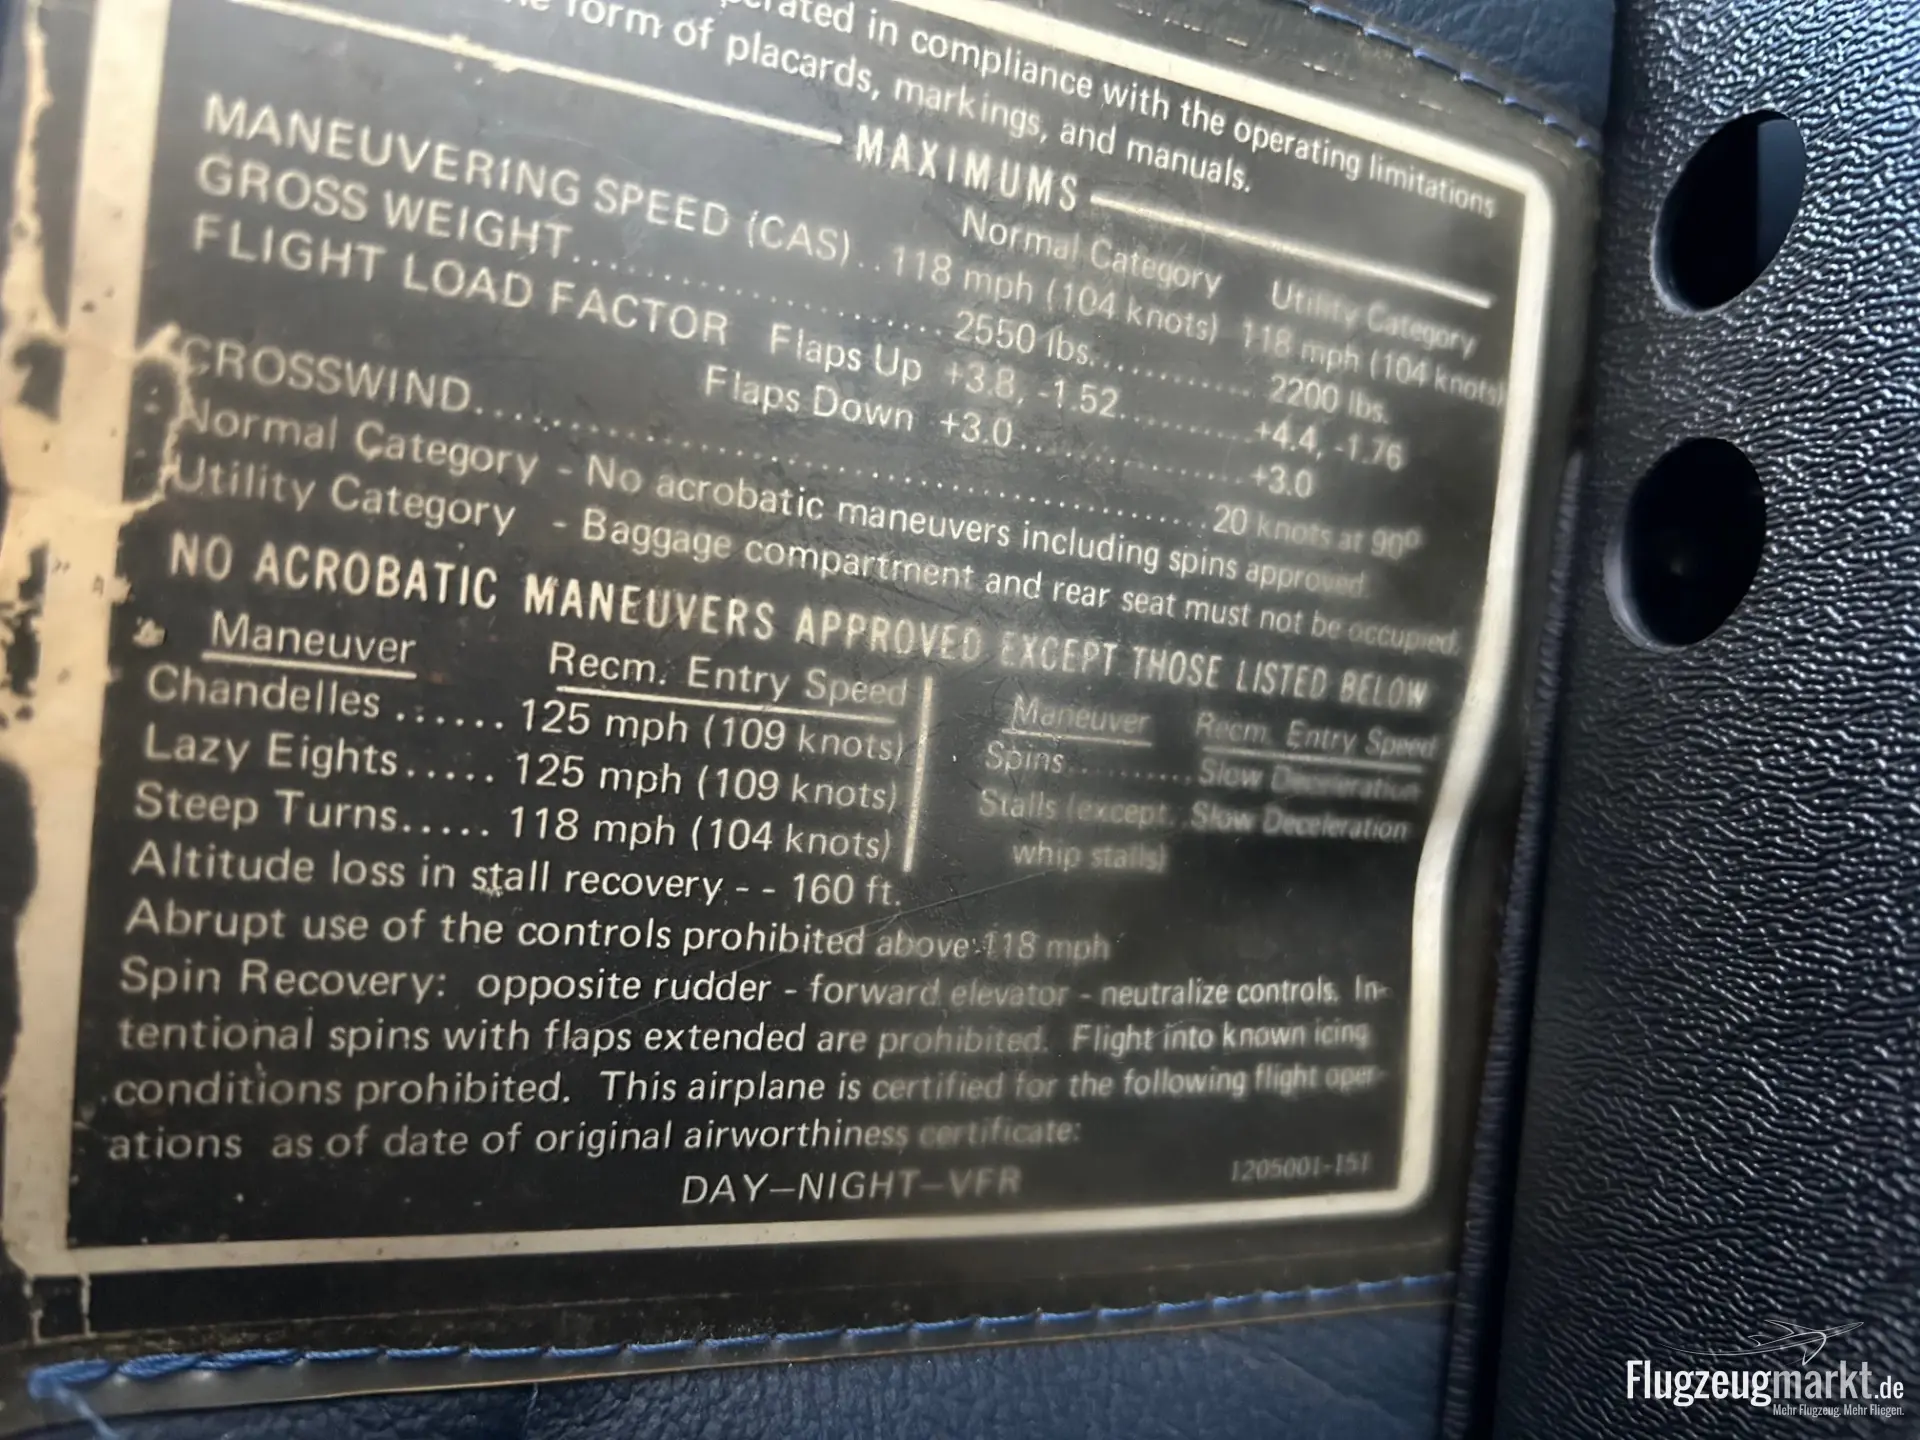 rated in compliance with the operating limitations
form of placards, markings, and manuals.
MAXIMUMS
Normal Category Utility Category
MANEUVERING SPEED (CAS)..118 mph (104 knots) 118 mph (104 knots)
GROSS WEIGHT........................2550 lbs.............. 2200 lbs.
FLIGHT LOAD FACTOR Flaps Up +3.8, -1.52............+4.4, -1.76
Flaps Down +3.0....................+3.0
CROSSWIND..................................................20 knots at 90º
Normal Category - No acrobatic maneuvers including spins approved.
Utility Category - Baggage compartment and rear seat must not be occupied.
NO ACROBATIC MANEUVERS APPROVED EXCEPT THOSE LISTED BELOW
Maneuver Recm. Entry Speed Maneuver Recm. Entry Speed
Chandelles ...... 125 mph (109 knots) Spins..........Slow Deceleration
Lazy Eights..... 125 mph (109 knots) Stalls (except..Slow Deceleration
Steep Turns..... 118 mph (104 knots) whip stalls)
Altitude loss in stall recovery - - 160 ft.
Abrupt use of the controls prohibited above 118 mph
Spin Recovery: opposite rudder - forward elevator - neutralize controls. In-
tentional spins with flaps extended are prohibited. Flight into known icing
conditions prohibited. This airplane is certified for the following flight oper-
ations as of date of original airworthiness certificate:
DAY—NIGHT—VFR
1205001-151
Flugzeugmarkt.de
Mehr Flugzeug. Mehr Fliegen.